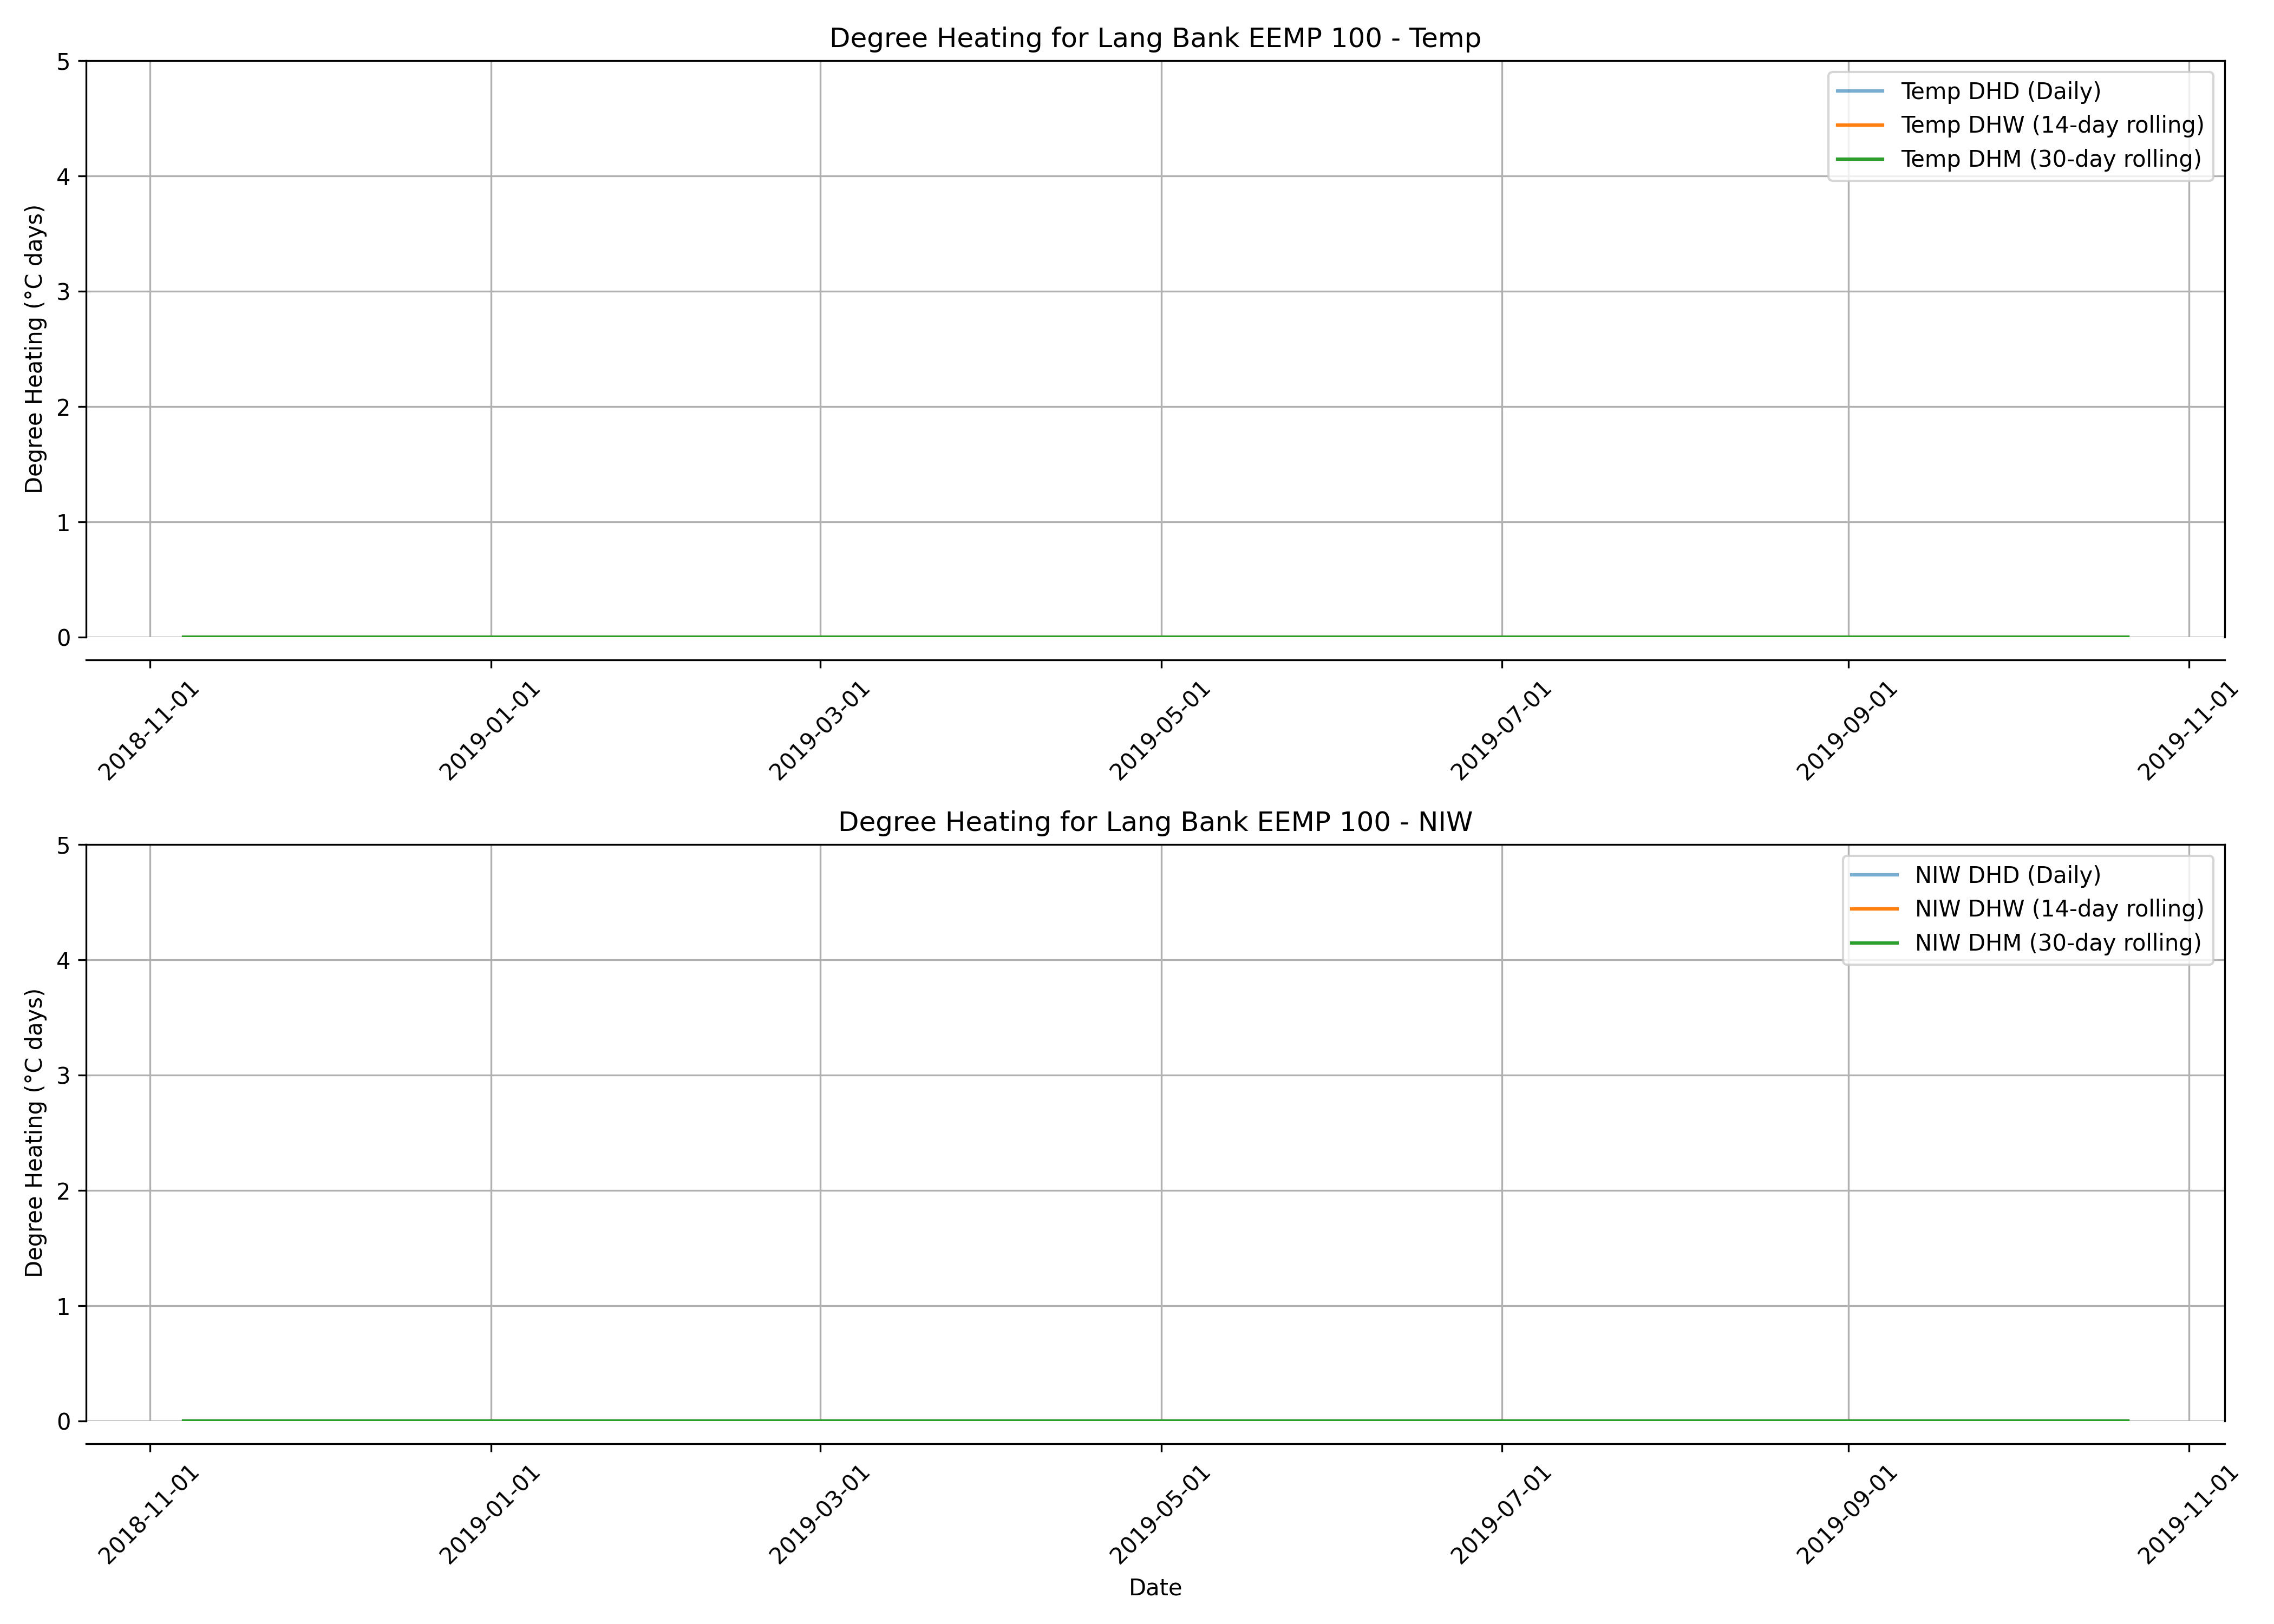 Degree Heating for Lang Bank EEMP 100 - Temp
Degree Heating (°C days)
5
4
3
2
1
0
Temp DHD (Daily)
Temp DHW (14-day rolling)
Temp DHM (30-day rolling)
2018-11-01
2019-01-01
2019-03-01
2019-05-01
2019-07-01
2019-09-01
2019-11-01
Degree Heating for Lang Bank EEMP 100 - NIW
Degree Heating (°C days)
5
4
3
2
1
0
NIW DHD (Daily)
NIW DHW (14-day rolling)
NIW DHM (30-day rolling)
2018-11-01
2019-01-01
2019-03-01
2019-05-01
2019-07-01
2019-09-01
2019-11-01
Date